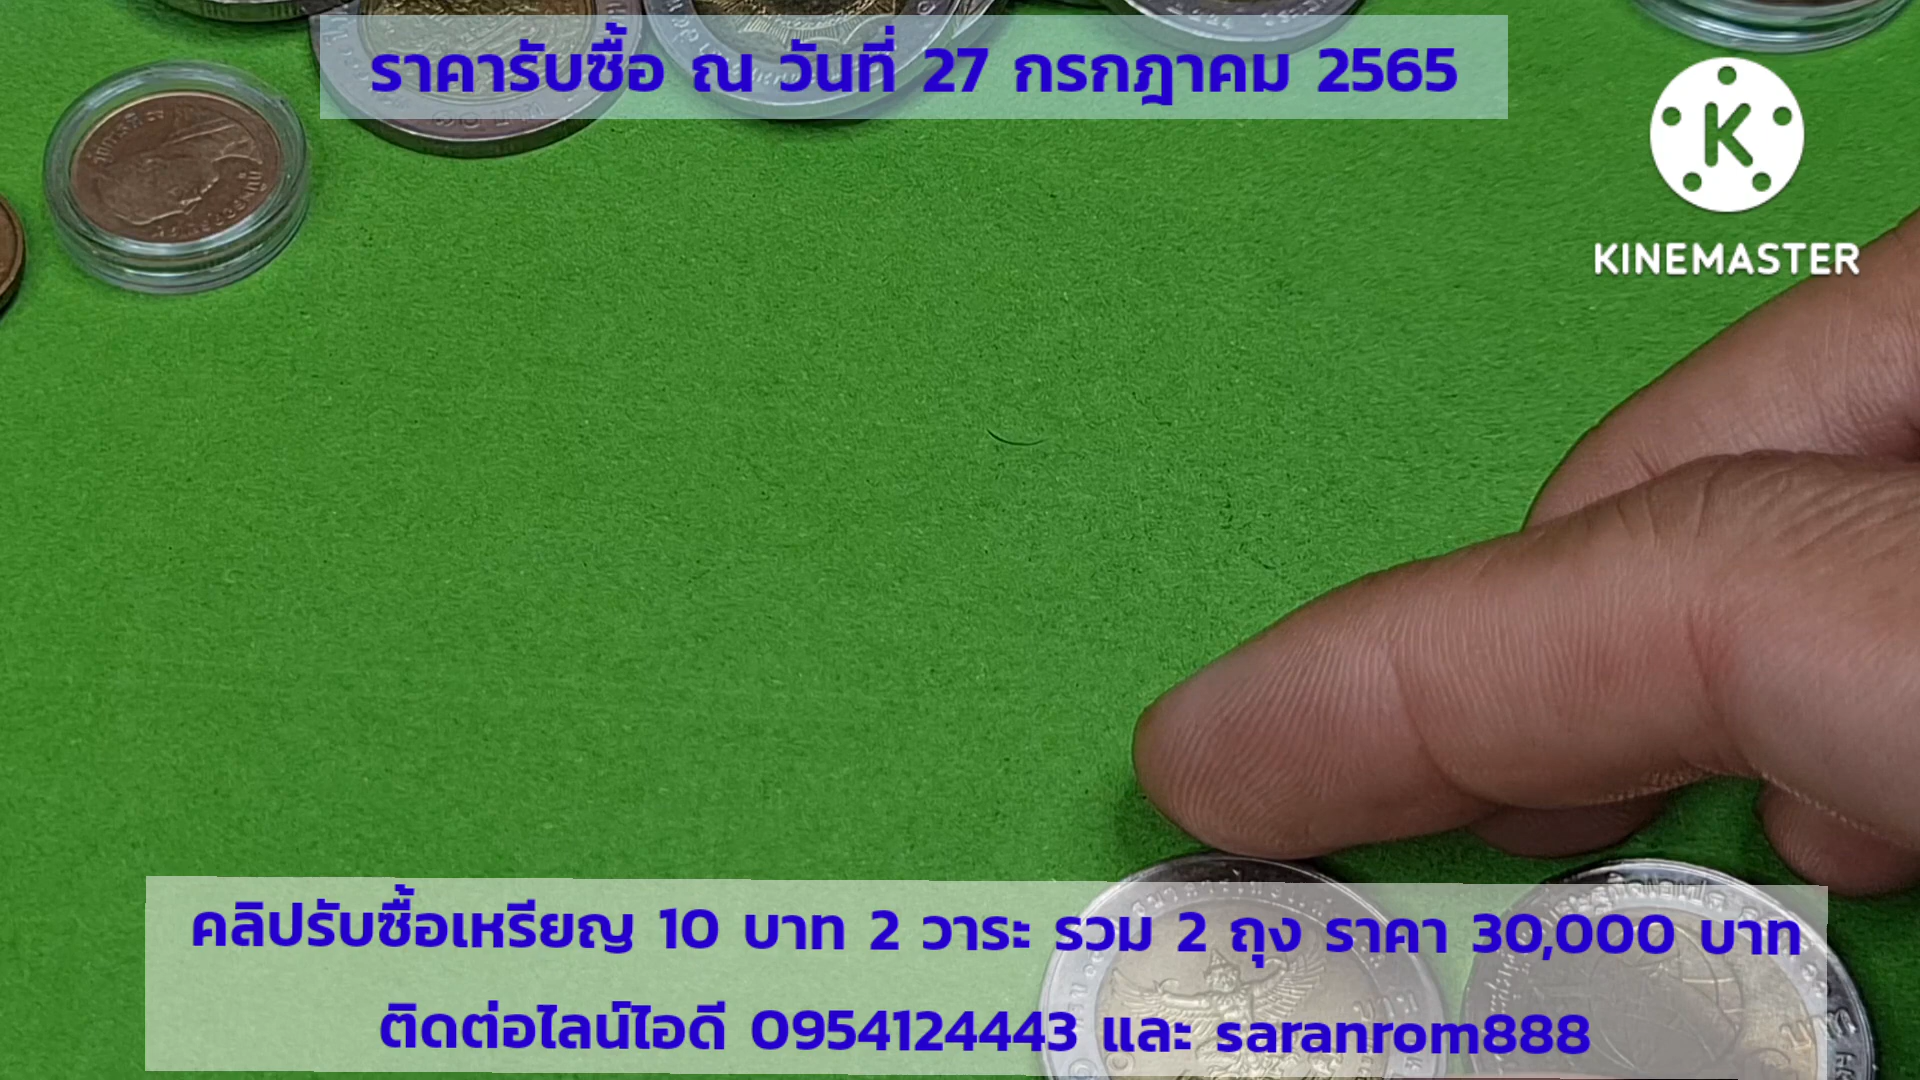 ราคารับซื้อ ณ วันที่ 27 กรกฎาคม 2565
KINEMASTER
คลิปรับซื้อเหรียญ 10 บาท 2 วาระ รวม 2 ถุง ราคา 30,000 บาท
ติดต่อไลน์ไอดี 0954124443 และ saranrom888